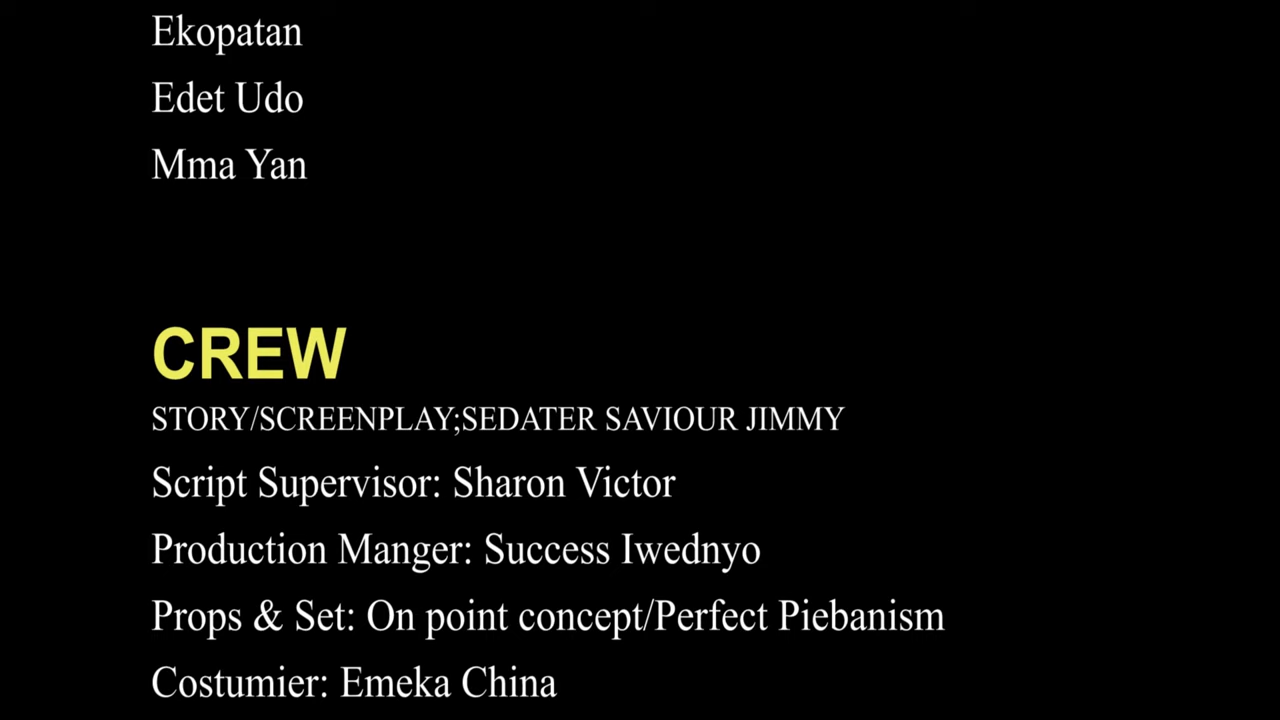 Ekopatan
Edet Udo
Mma Yan
CREW
STORY/SCREENPLAY;SEDATER SAVIOUR JIMMY
Script Supervisor: Sharon Victor
Production Manger: Success Iwednyo
Props & Set: On point concept/Perfect Piebanism
Costumier: Emeka China